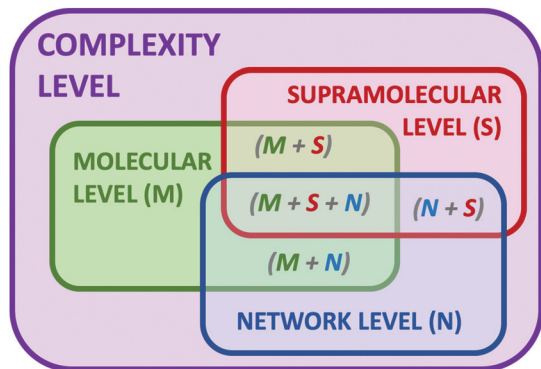 COMPLEXITY
LEVEL
SUPRAMOLECULAR
LEVEL (S)
(M + S)
MOLECULAR
LEVEL (M)
(M + S + N)
(N + S)
(M + N)
NETWORK LEVEL (N)